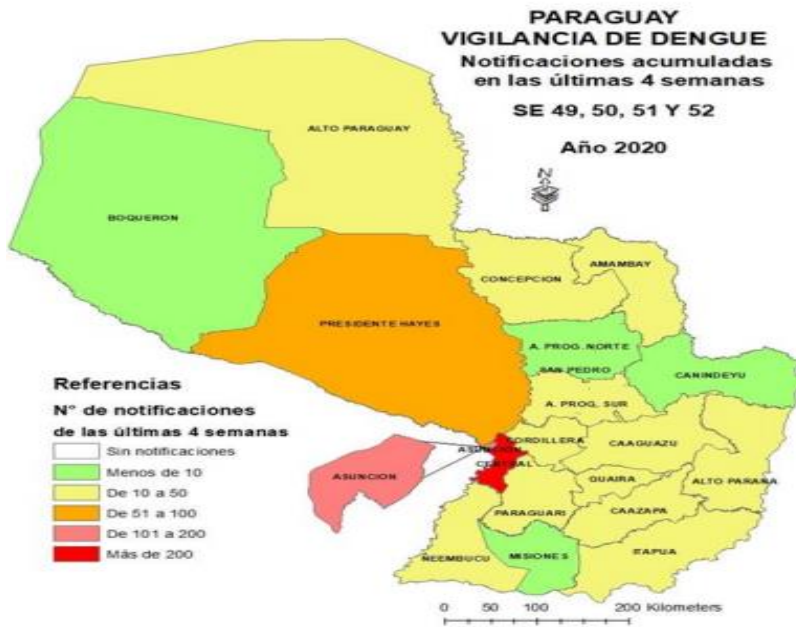 PARAGUAY
VIGILANCIA DE DENGUE
Notificaciones acumuladas
en las últimas 4 semanas
SE 49, 50, 51 Y 52
Año 2020
N
ALTO PARAGUAY
BOQUERON
CONCEPCION
AMAMBAY
PRESIDENTE HAYES
A. PROG. NORTE
SAN PEDRO
CANINDEYU
A. PROG. SUR
CORDILLERA
CAAGUAZU
ASUNCION
CENTRAL
ASUNCION
GUAIRA
ALTO PARANA
PARAGUARI
CAAZAPA
ÑEEMBUCU
MISIONES
ITAPUA
Referencias
N° de notificaciones
de las últimas 4 semanas
Sin notificaciones
Menos de 10
De 10 a 50
De 51 a 100
De 101 a 200
Más de 200
0 50 100 200 Kilometers